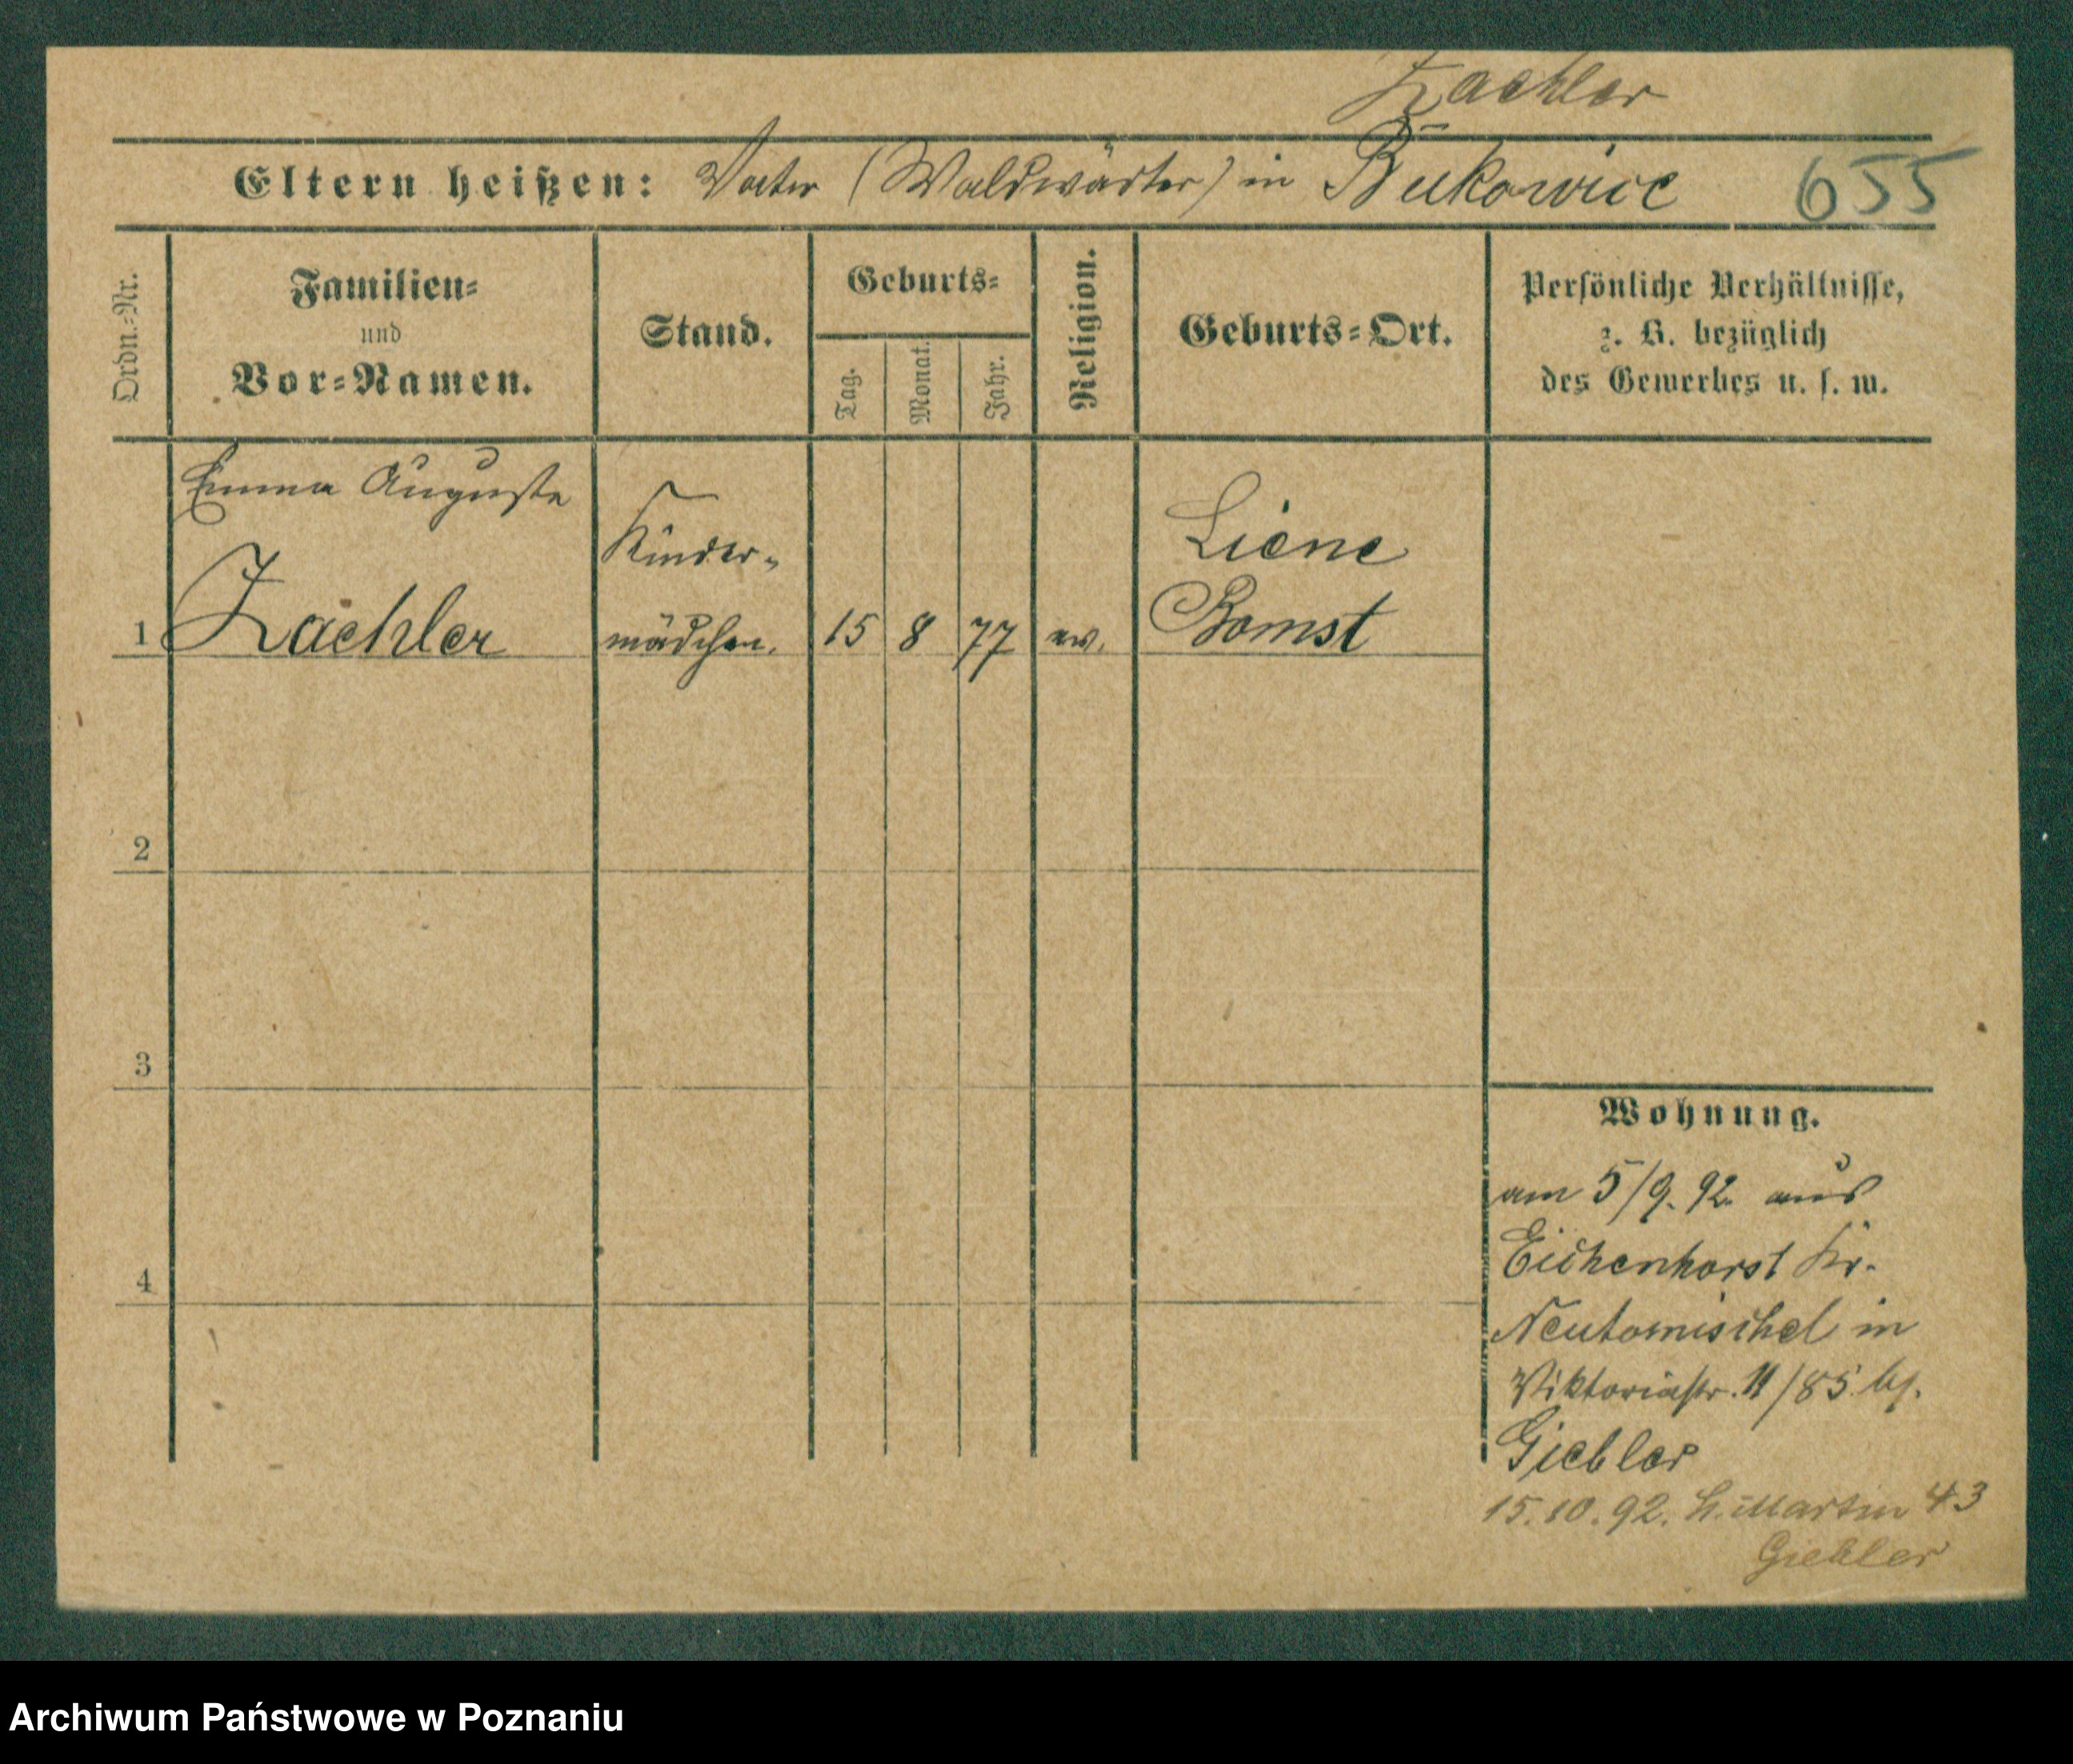 Zaehler
Eltern heißen: Vater (Waldwärter) in Bukowiec
655
Ordn.-Nr.
Familien-
und
Vor-Namen.
Stand.
Geburts-
Tag.
Monat.
Jahr.
Religion.
Geburts-Ort.
Persönliche Verhältnisse,
z. B. bezüglich
des Gewerbes u. s. w.
Emma Auguste
Kinder-
Liene
1 Zaehler mädchen. 15 8 77 ev. Bomst
2
3
4
Wohnung.
am 5/9. 92. aus
Eichenhorst Kr.
Neutomischel in
Viktoriastr. 11/85. bj.
Giebler
15.10.92. St. Martin 43
Giebler
Archiwum Państwowe w Poznaniu